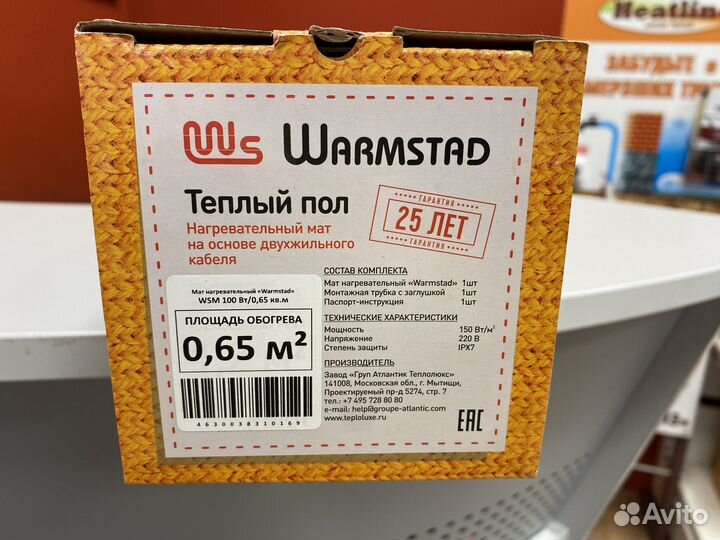 Heatline
ЗАБУДЬТЕ о
Ws WARMSTAD
Теплый пол
Нагревательный мат
на основе двухжильного
кабеля
ГАРАНТИЯ
25 ЛЕТ
ГАРАНТИЯ
Мат нагревательный «Warmstad»
WSM 100 Вт/0,65 кв.м
ПЛОЩАДЬ ОБОГРЕВА
0,65 м²
4630038310169
СОСТАВ КОМПЛЕКТА
Мат нагревательный «Warmstad» 1шт
Монтажная трубка с заглушкой 1шт
Паспорт-инструкция 1шт
ТЕХНИЧЕСКИЕ ХАРАКТЕРИСТИКИ
Мощность 150 Вт/м²
Напряжение 220 В
Степень защиты IPX7
ПРОИЗВОДИТЕЛЬ
Завод «Груп Атлантик Теплолюкс»
141008, Московская обл., г. Мытищи,
Проектируемый пр-д 5274, стр. 7
тел.: +7 495 728 80 80
e-mail: help@groupe-atlantic.com
www.teploluxe.ru
EAC
Avito